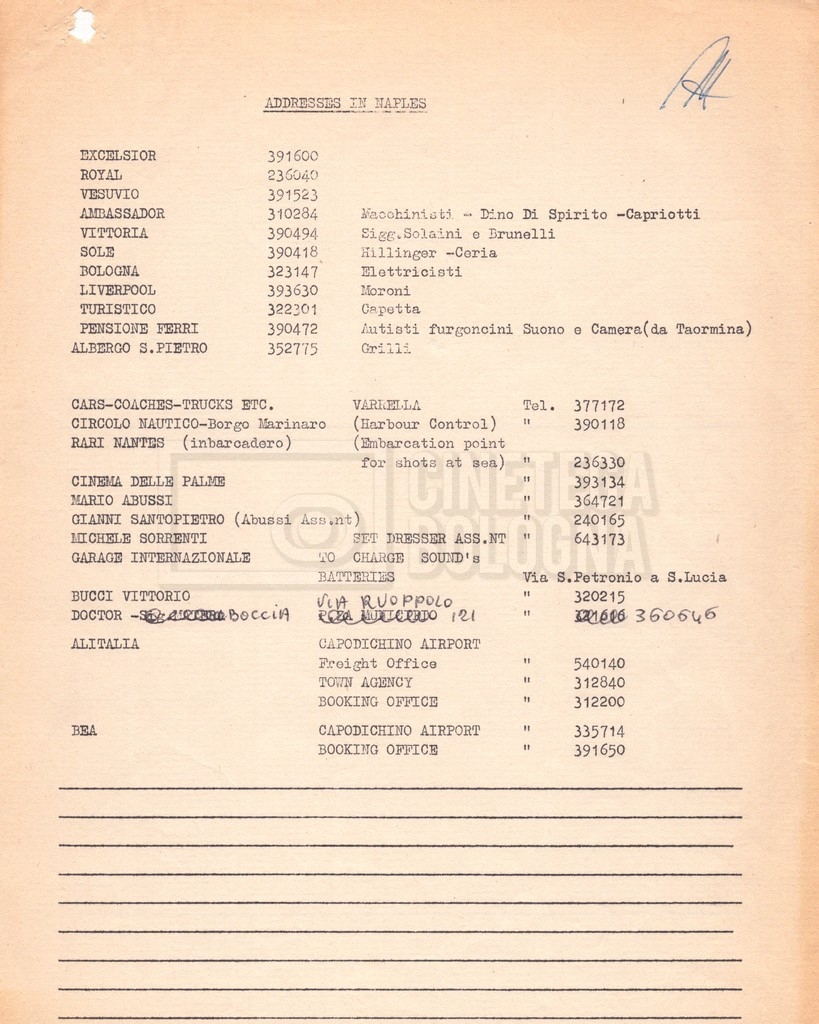 ADDRESSES IN NAPLES
EXCELSIOR 391600
ROYAL 236040
VESUVIO 391523
AMBASSADOR 310284 Macchinisti - Dino Di Spirito -Capriotti
VITTORIA 390494 Sigg.Solaini e Brunelli
SOLE 390418 Hillinger -Ceria
BOLOGNA 323147 Elettricisti
LIVERPOOL 393630 Moroni
TURISTICO 322301 Capetta
PENSIONE FERRI 390472 Autisti furgoncini Suono e Camera(da Taormina)
ALBERGO S.PIETRO 352775 Grilli
CARS-COACHES-TRUCKS ETC. VARRELLA Tel. 377172
CIRCOLO NAUTICO-Borgo Marinaro (Harbour Control) " 390118
RARI NANTES (inbarcadero) (Embarcation point
for shots at sea) " 236330
CINEMA DELLE PALME " 393134
MARIO ABUSSI " 364721
GIANNI SANTOPIETRO (Abussi Ass.nt) " 240165
MICHELE SORRENTI SET DRESSER ASS.NT " 643173
GARAGE INTERNAZIONALE TO CHARGE SOUND's
BATTERIES Via S.Petronio a S.Lucia
BUCCI VITTORIO " 320215
VIA RUOPPOLO
DOCTOR - BOCCIA 121 " 360646
ALITALIA CAPODICHINO AIRPORT
Freight Office " 540140
TOWN AGENCY " 312840
BOOKING OFFICE " 312200
BEA CAPODICHINO AIRPORT " 335714
BOOKING OFFICE " 391650
CINETECA
BOLOGNA